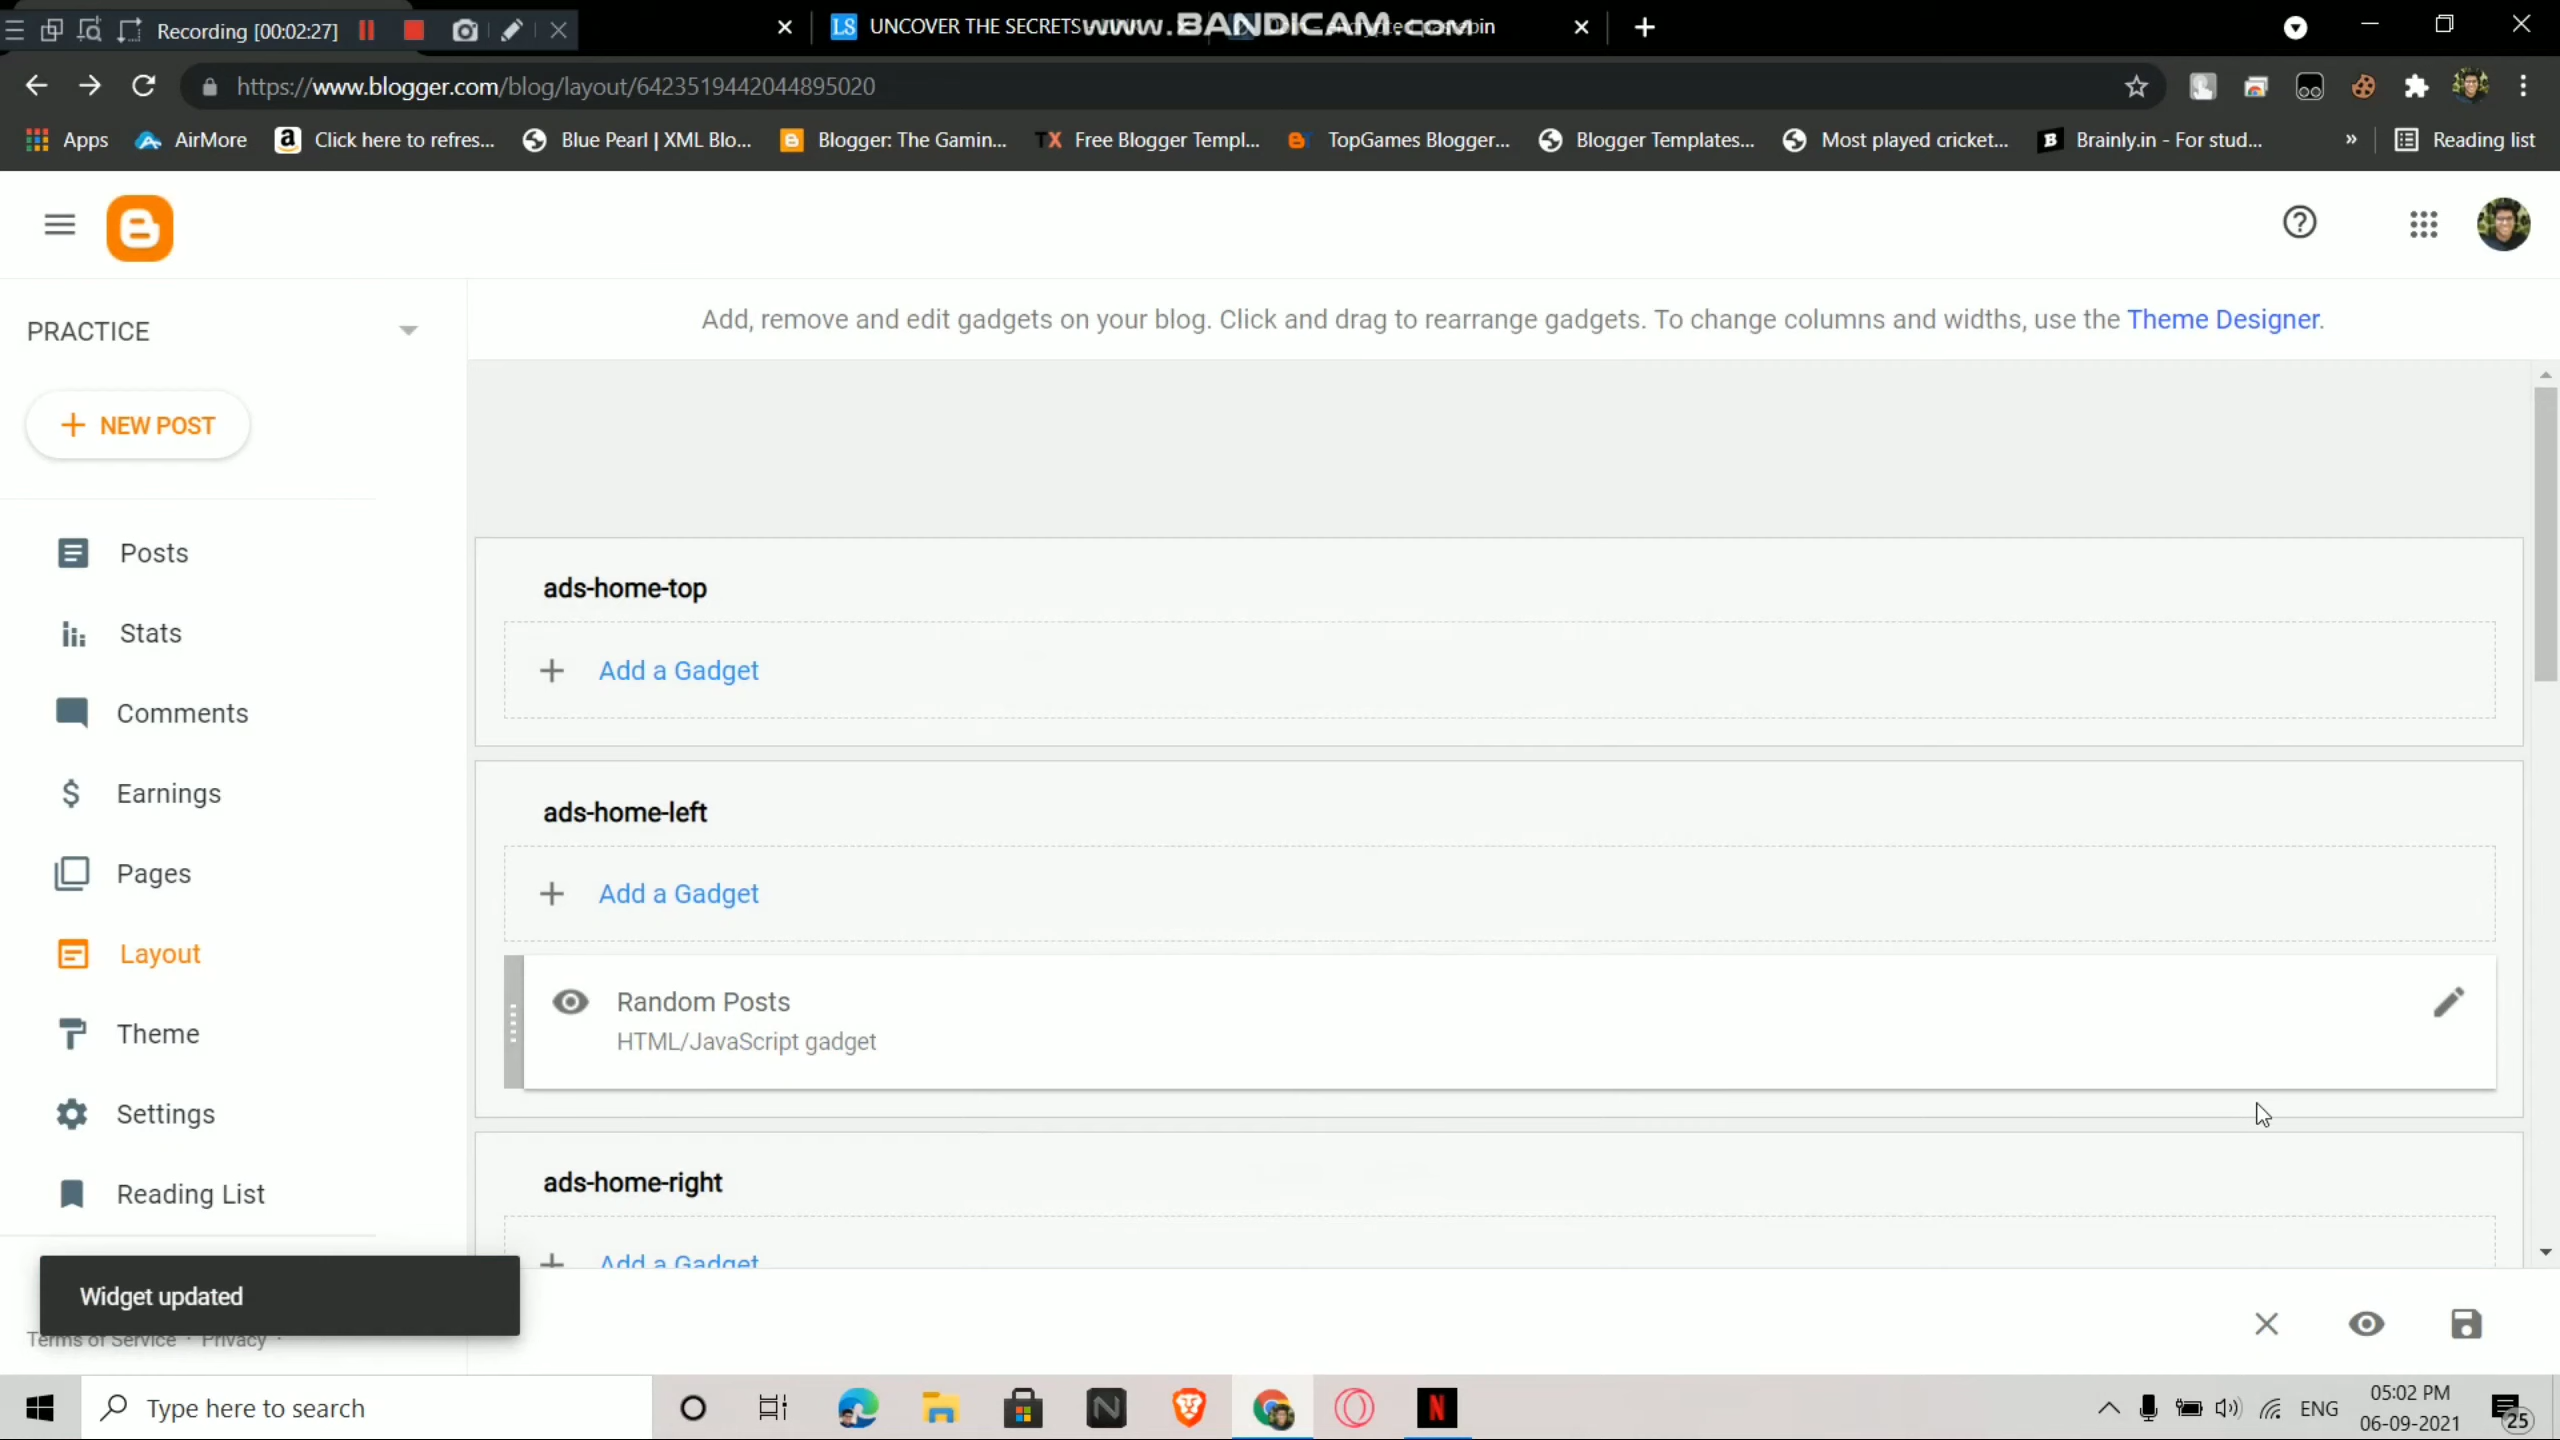 Recording [00:02:27]
UNCOVER THE SECRETS
www.BANDICAM.com
https://www.blogger.com/blog/layout/6423519442044895020
Apps
AirMore
Click here to refres...
Blue Pearl | XML Blo...
Blogger: The Gamin...
Free Blogger Templ...
TopGames Blogger...
Blogger Templates...
Most played cricket...
Brainly.in - For stud...
»
Reading list
PRACTICE
Add, remove and edit gadgets on your blog. Click and drag to rearrange gadgets. To change columns and widths, use the Theme Designer.
+ NEW POST
Posts
Stats
Comments
Earnings
Pages
Layout
Theme
Settings
Reading List
ads-home-top
+ Add a Gadget
ads-home-left
+ Add a Gadget
Random Posts
HTML/JavaScript gadget
ads-home-right
+ Add a Gadget
Widget updated
Terms of Service · Privacy ·
Type here to search
ENG
05:02 PM
06-09-2021
25